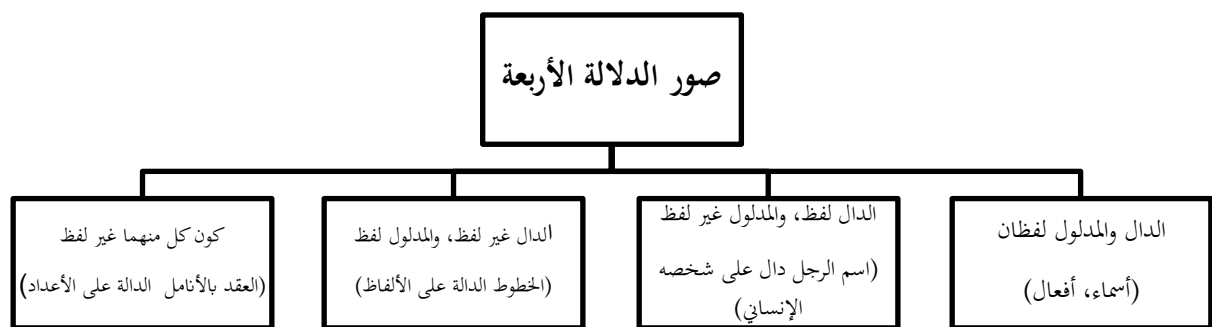 صور الدلالة الأربعة
الدال والمدلول لفظان
(أسماء، أفعال)
الدال لفظ، والمدلول غير لفظ
(اسم الرجل دال على شخصه
الإنساني)
الدال غير لفظ، والمدلول لفظ
(الخطوط الدالة على الألفاظ)
كون كل منهما غير لفظ
(العقد بالأنامل الدالة على الأعداد)